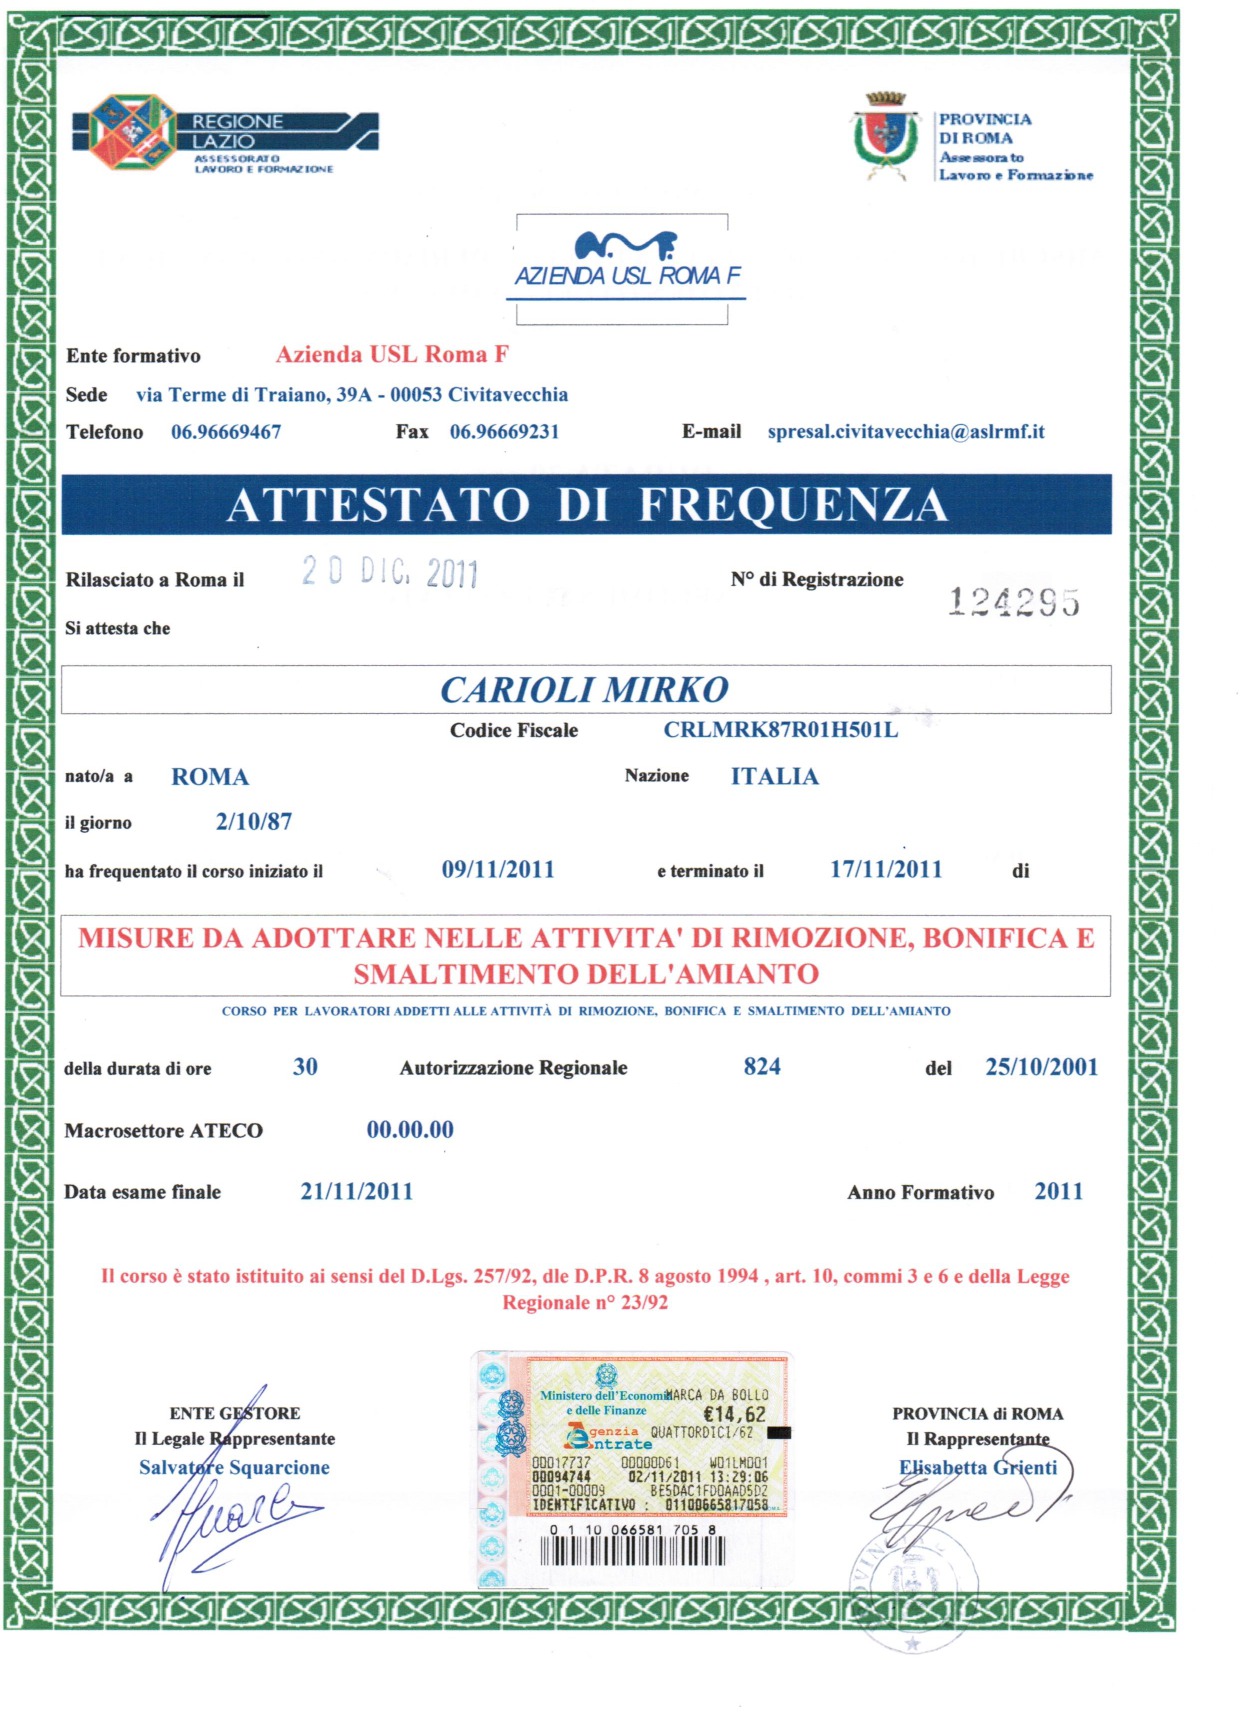 REGIONE
LAZIO
ASSESSORATO
LAVORO E FORMAZIONE
PROVINCIA
DI ROMA
Assessorato
Lavoro e Formazione
AZIENDA USL ROMA F
Ente formativo Azienda USL Roma F
Sede via Terme di Traiano, 39A - 00053 Civitavecchia
Telefono 06.96669467 Fax 06.96669231 E-mail spresal.civitavecchia@aslrmf.it
ATTESTATO DI FREQUENZA
Rilasciato a Roma il 20 DIC. 2011 N° di Registrazione 124295
Si attesta che
CARIOLI MIRKO
Codice Fiscale CRLMRK87R01H501L
nato/a a ROMA Nazione ITALIA
il giorno 2/10/87
ha frequentato il corso iniziato il 09/11/2011 e terminato il 17/11/2011 di
MISURE DA ADOTTARE NELLE ATTIVITA' DI RIMOZIONE, BONIFICA E
SMALTIMENTO DELL'AMIANTO
CORSO PER LAVORATORI ADDETTI ALLE ATTIVITÀ DI RIMOZIONE, BONIFICA E SMALTIMENTO DELL'AMIANTO
della durata di ore 30 Autorizzazione Regionale 824 del 25/10/2001
Macrosettore ATECO 00.00.00
Data esame finale 21/11/2011 Anno Formativo 2011
Il corso è stato istituito ai sensi del D.Lgs. 257/92, dle D.P.R. 8 agosto 1994 , art. 10, commi 3 e 6 e della Legge
Regionale n° 23/92
ENTE GESTORE
Il Legale Rappresentante
Salvatore Squarcione
Ministero dell'Economia MARCA DA BOLLO
e delle Finanze €14,62
Agenzia QUATTORDICI/62
Entrate
00017737 00000D61 W01LM001
00094744 02/11/2011 13:29:06
0001-00009 BE5DAC1FD0AAD5D2
IDENTIFICATIVO : 01100665817058
0 1 10 066581 705 8
PROVINCIA di ROMA
Il Rappresentante
Elisabetta Grienti